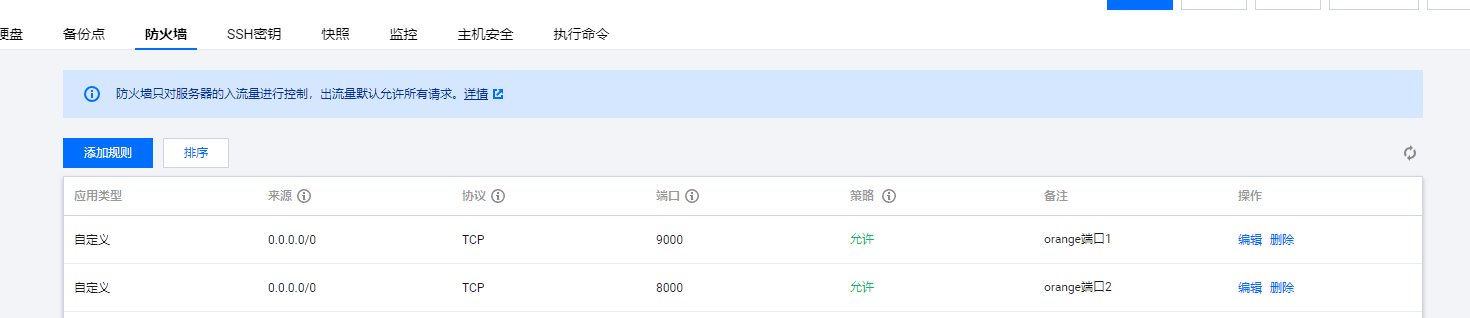 硬盘 备份点 防火墙 SSH密钥 快照 监控 主机安全 执行命令
防火墙只对服务器的入流量进行控制，出流量默认允许所有请求。详情
添加规则 排序
应用类型 来源 协议 端口 策略 备注 操作
自定义 0.0.0.0/0 TCP 9000 允许 orange端口1 编辑 删除
自定义 0.0.0.0/0 TCP 8000 允许 orange端口2 编辑 删除